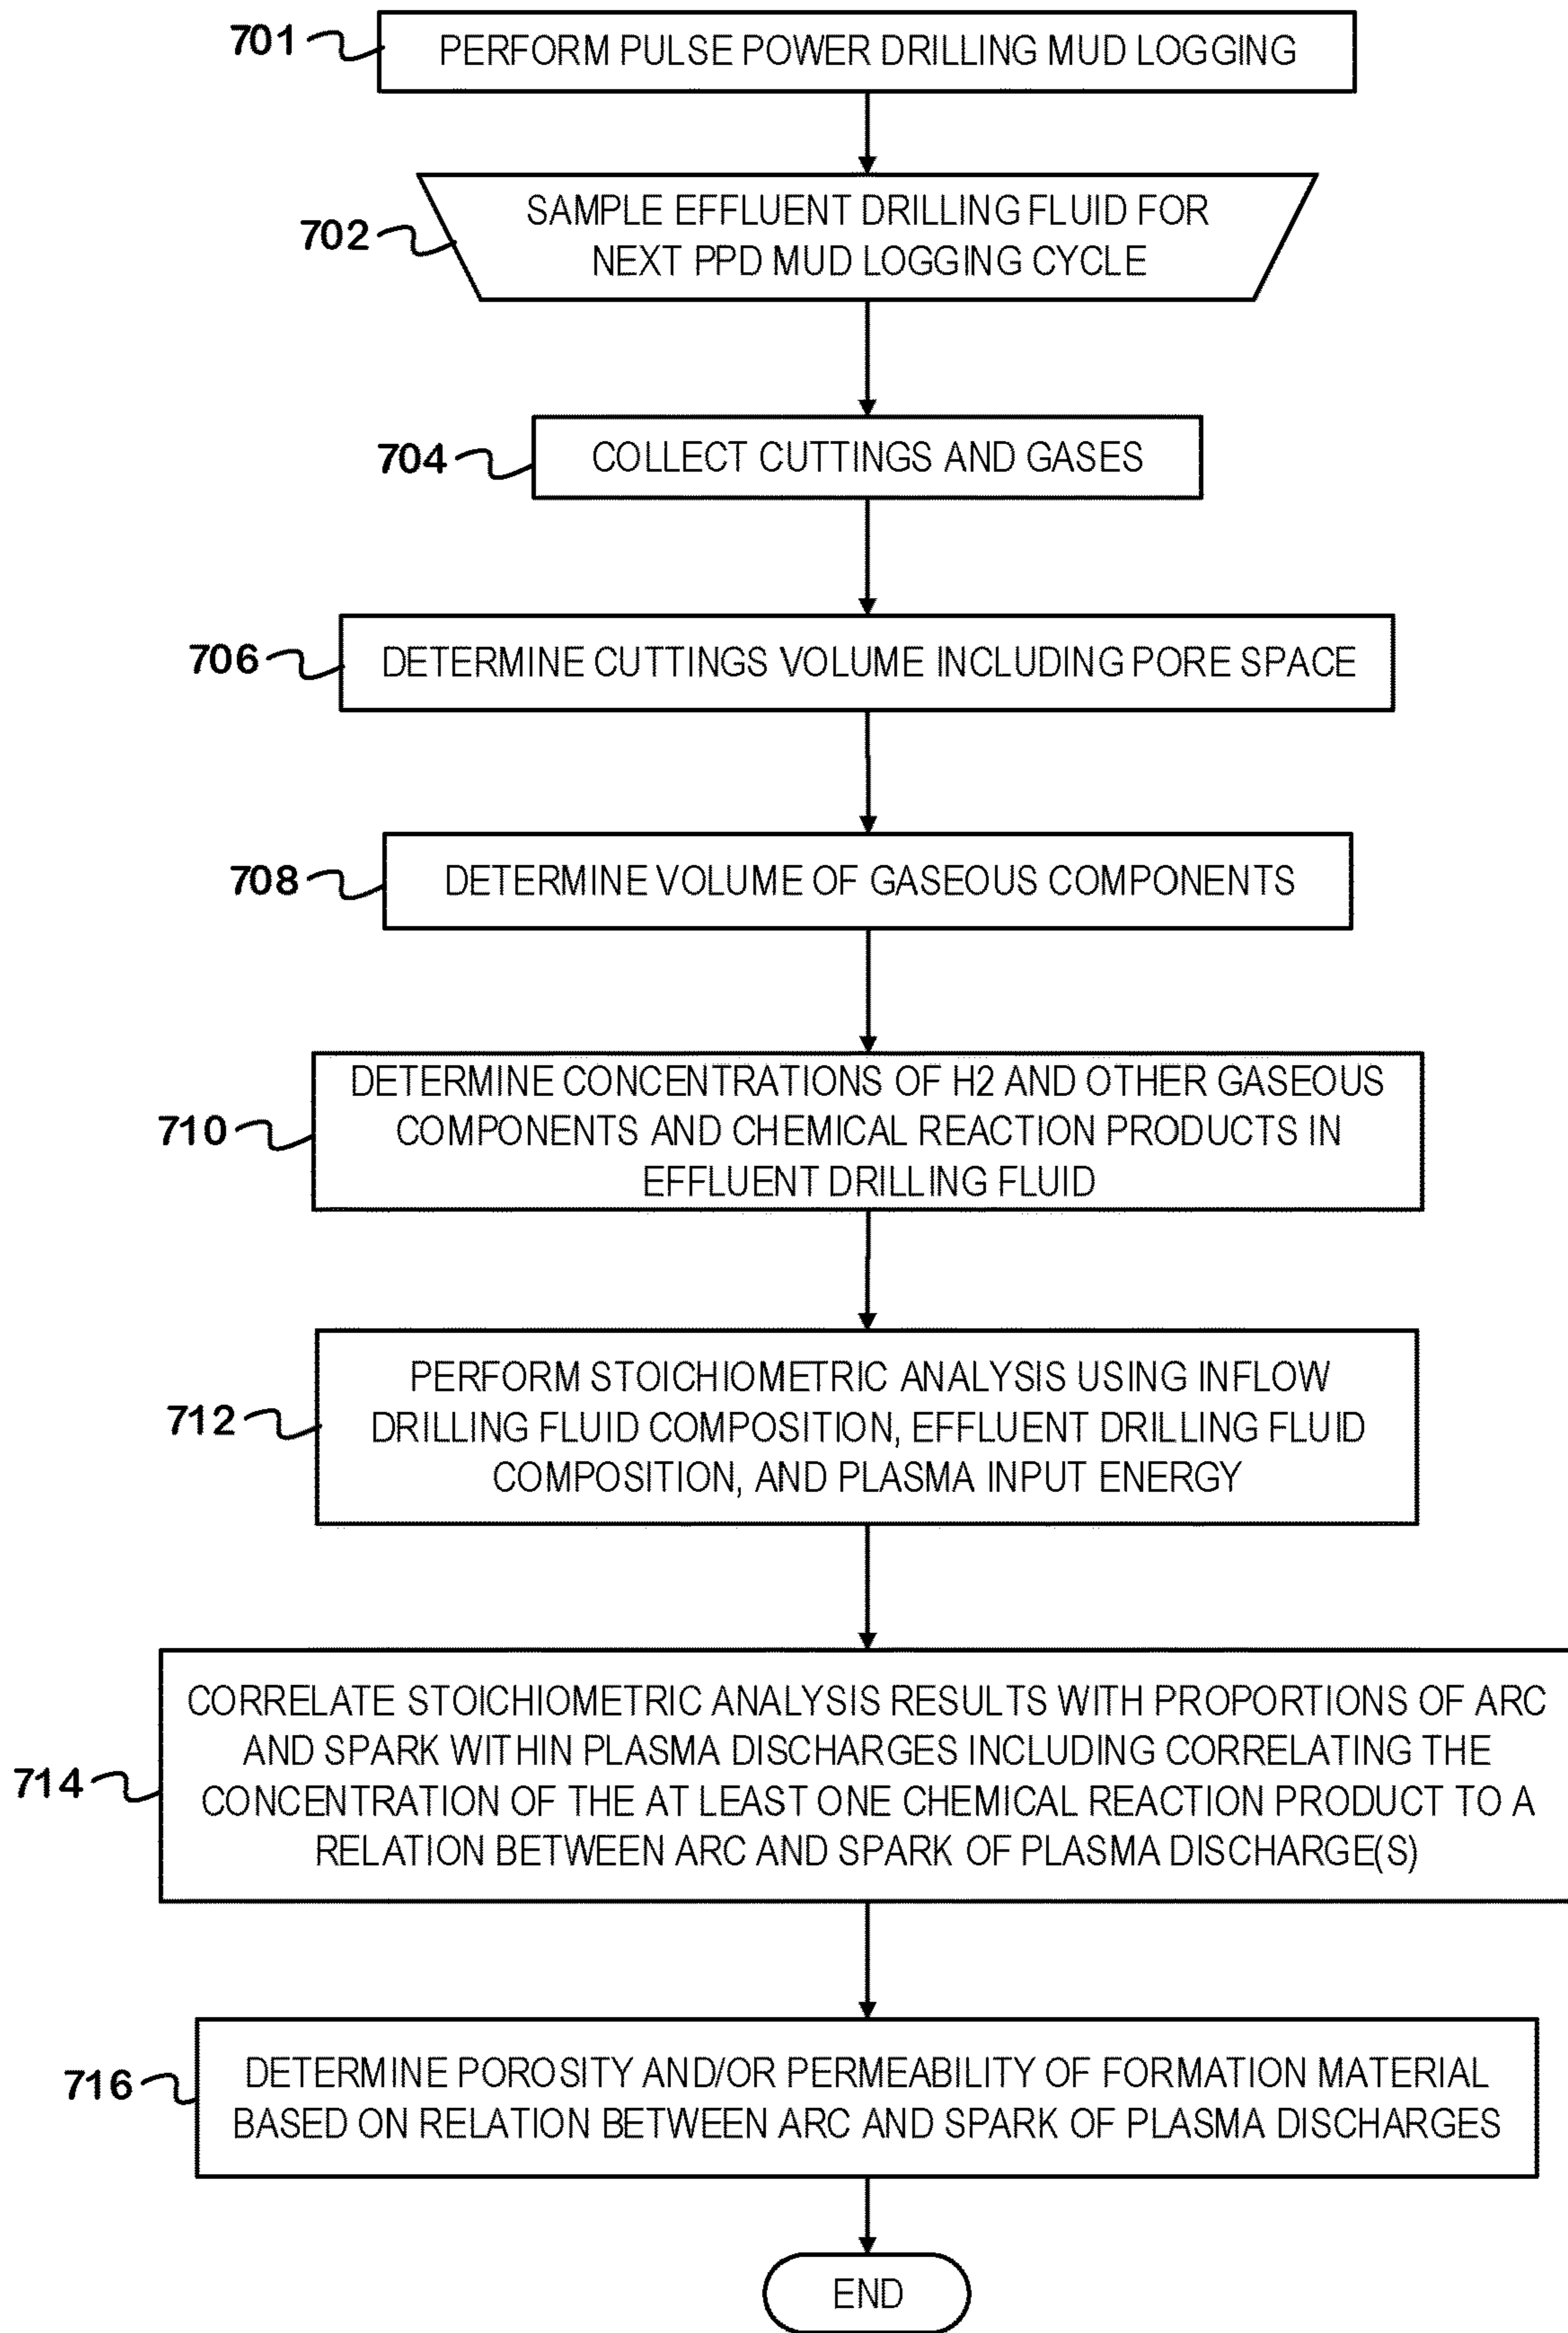 701
PERFORM PULSE POWER DRILLING MUD LOGGING
702
SAMPLE EFFLUENT DRILLING FLUID FOR
NEXT PPD MUD LOGGING CYCLE
704
COLLECT CUTTINGS AND GASES
706
DETERMINE CUTTINGS VOLUME INCLUDING PORE SPACE
708
DETERMINE VOLUME OF GASEOUS COMPONENTS
710
DETERMINE CONCENTRATIONS OF H2 AND OTHER GASEOUS
COMPONENTS AND CHEMICAL REACTION PRODUCTS IN
EFFLUENT DRILLING FLUID
712
PERFORM STOICHIOMETRIC ANALYSIS USING INFLOW
DRILLING FLUID COMPOSITION, EFFLUENT DRILLING FLUID
COMPOSITION, AND PLASMA INPUT ENERGY
714
CORRELATE STOICHIOMETRIC ANALYSIS RESULTS WITH PROPORTIONS OF ARC
AND SPARK WITHIN PLASMA DISCHARGES INCLUDING CORRELATING THE
CONCENTRATION OF THE AT LEAST ONE CHEMICAL REACTION PRODUCT TO A
RELATION BETWEEN ARC AND SPARK OF PLASMA DISCHARGE(S)
716
DETERMINE POROSITY AND/OR PERMEABILITY OF FORMATION MATERIAL
BASED ON RELATION BETWEEN ARC AND SPARK OF PLASMA DISCHARGES
END